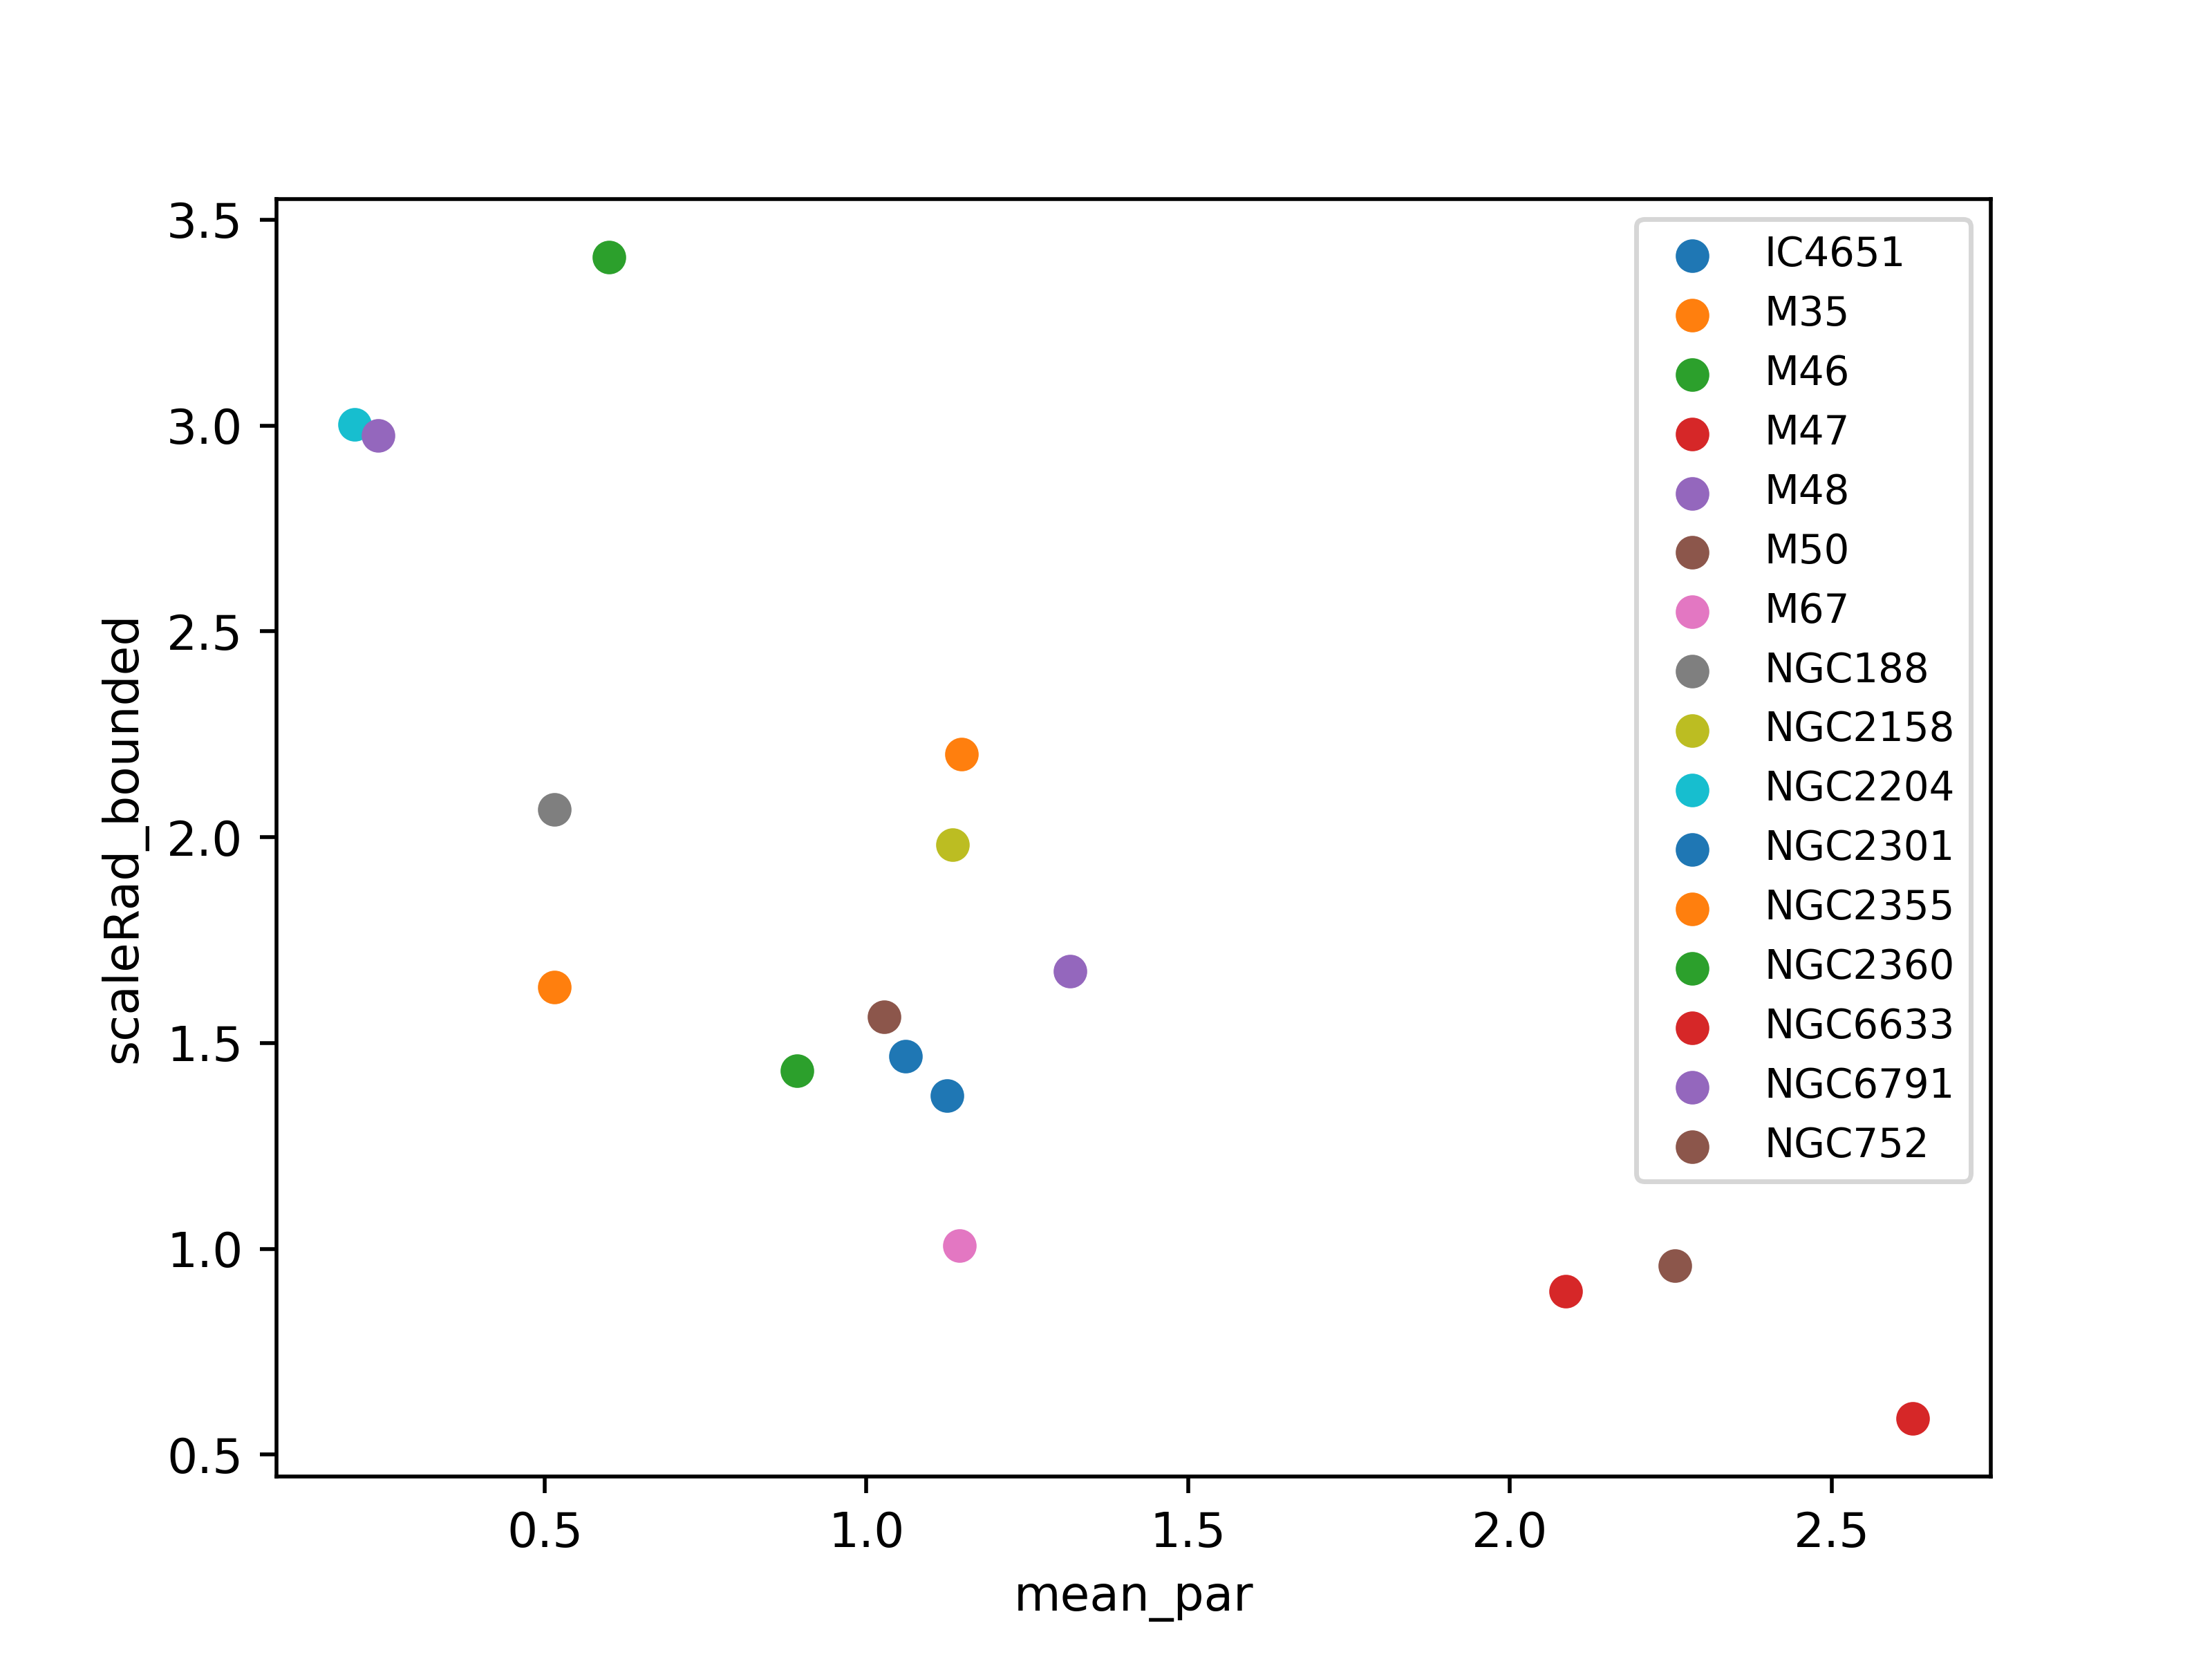 3.5
3.0
2.5
2.0
1.5
1.0
0.5
scaleRad_bounded
0.5 1.0 1.5 2.0 2.5
mean_par
IC4651
M35
M46
M47
M48
M50
M67
NGC188
NGC2158
NGC2204
NGC2301
NGC2355
NGC2360
NGC6633
NGC6791
NGC752